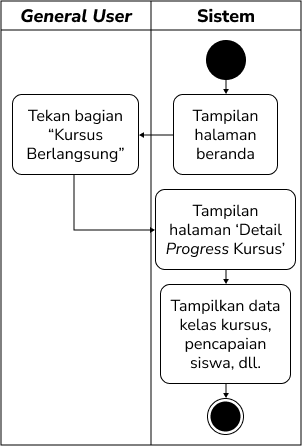 General User
Sistem
Tampilan
halaman
beranda
Tekan bagian
“Kursus
Berlangsung”
Tampilan
halaman ‘Detail
Progress Kursus’
Tampilkan data
kelas kursus,
pencapaian
siswa, dll.